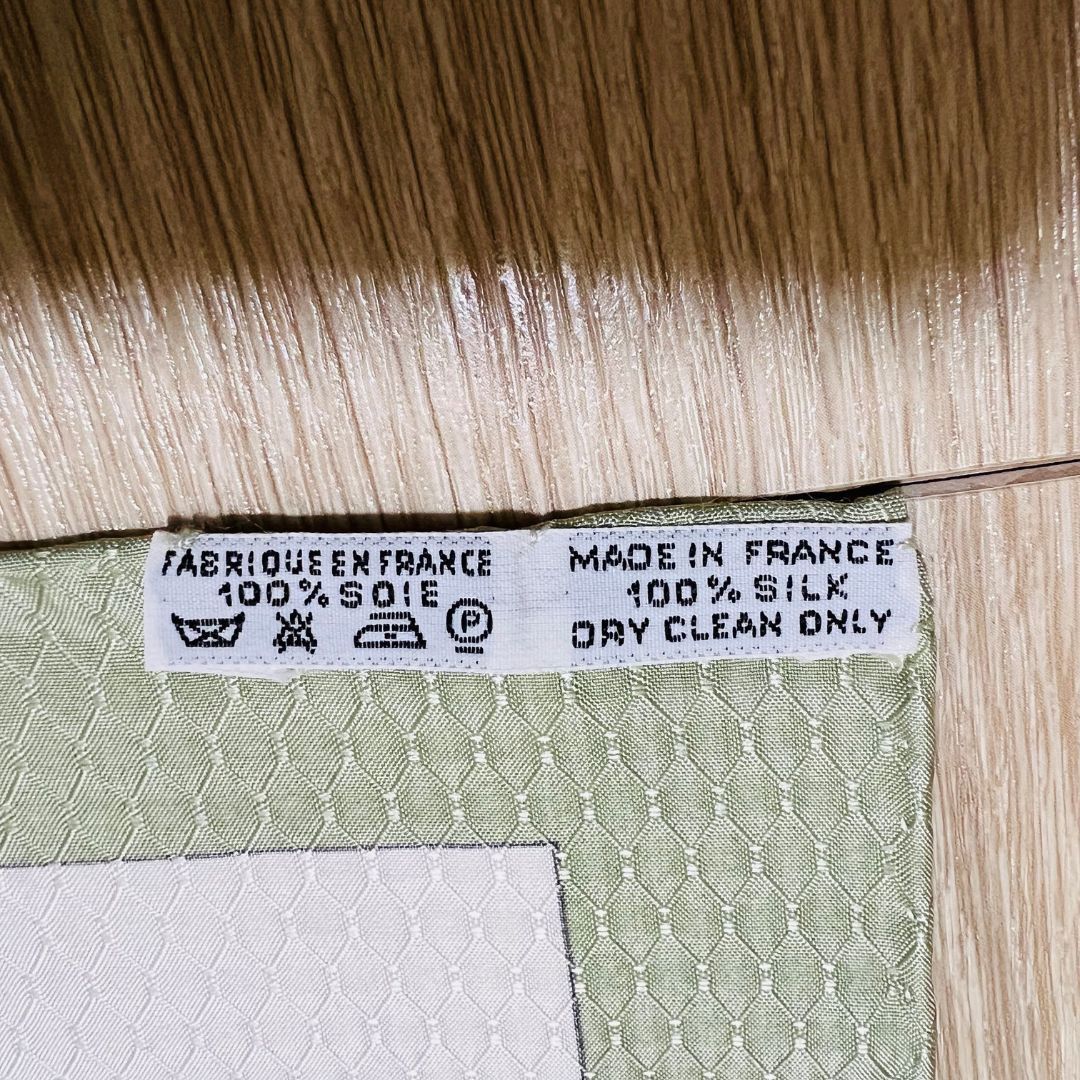 FABRIQUE EN FRANCE
100% SOIE
P
MADE IN FRANCE
100% SILK
DRY CLEAN ONLY